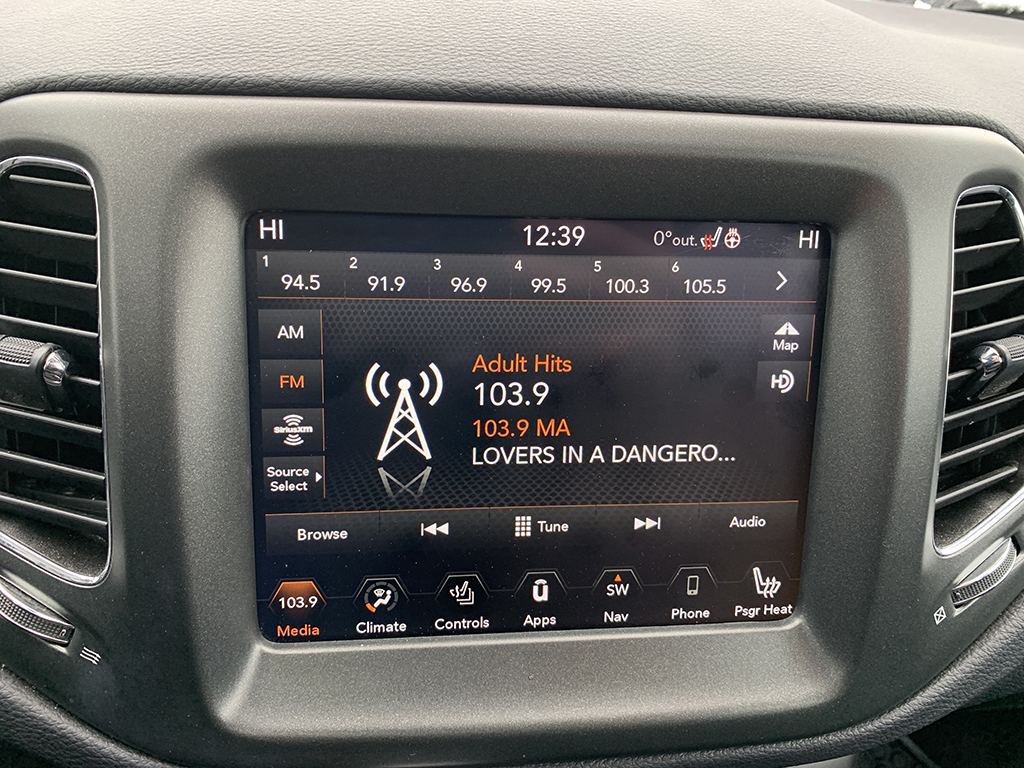 HI 12:39 0°out. HI
1 94.5 2 91.9 3 96.9 4 99.5 5 100.3 6 105.5
AM
Map
Adult Hits
FM
HD
103.9
103.9 MA
SiriusXM
LOVERS IN A DANGERO...
Source
Select
Browse Tune Audio
103.9 SW
Media Climate Controls Apps Nav Phone Psgr Heat